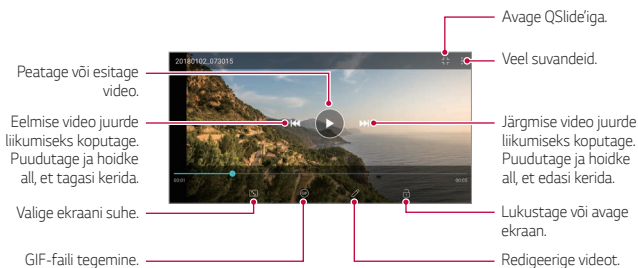 Avage QSlide'iga.
Veel suvandeid.
20180102_073015
Peatage või esitage
video.
Eelmise video juurde
liikumiseks koputage.
Puudutage ja hoidke
all, et tagasi kerida.
Järgmise video juurde
liikumiseks koputage.
Puudutage ja hoidke
all, et edasi kerida.
00:01
00:05
GIF
Valige ekraani suhe.
Lukustage või avage
ekraan.
GIF-faili tegemine.
Redigeerige videot.